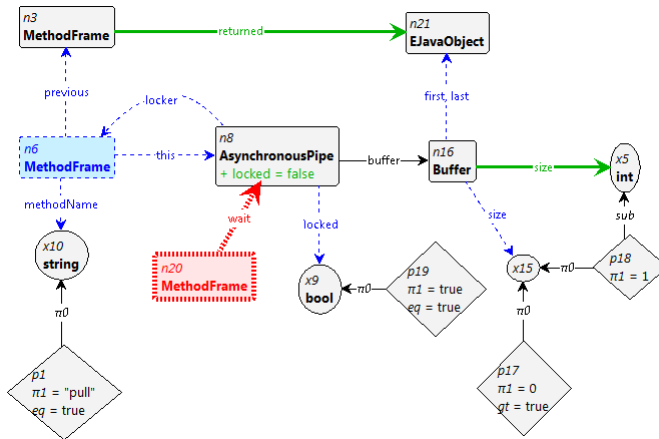 n3
MethodFrame
returned
n21
EJavaObject
previous
locker
first, last
n6
MethodFrame
this
n8
AsynchronousPipe
+ locked = false
buffer
n16
Buffer
size
x5
int
methodName
wait
locked
size
sub
x10
string
n20
MethodFrame
x9
bool
π0
p19
π1 = true
eq = true
x15
π0
p18
π1 = 1
π0
π0
p1
π1 = "pull"
eq = true
p17
π1 = 0
gt = true